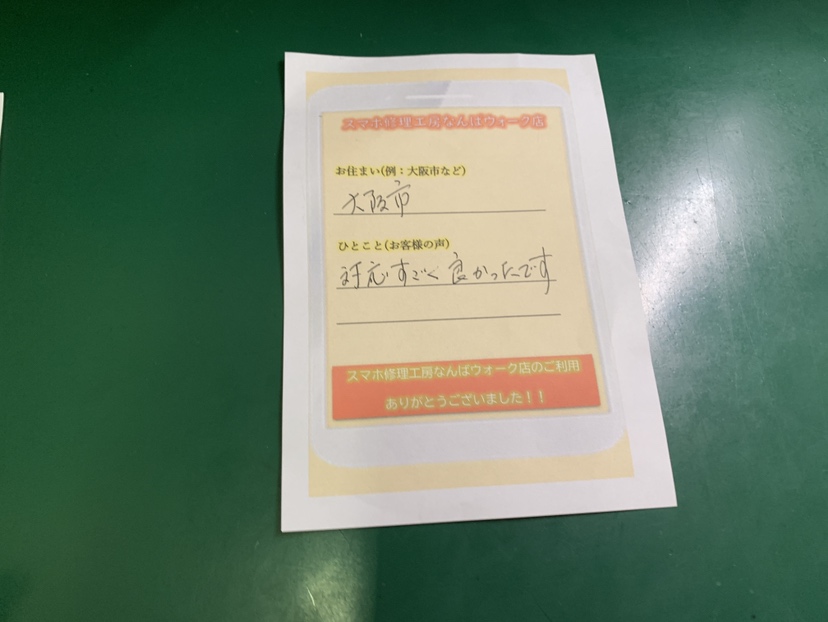 スマホ修理工房なんばウォーク店
お住まい(例：大阪市など)
大阪市
ひとこと(お客様の声)
対応すごく良かったです
スマホ修理工房なんばウォーク店のご利用
ありがとうございました！！